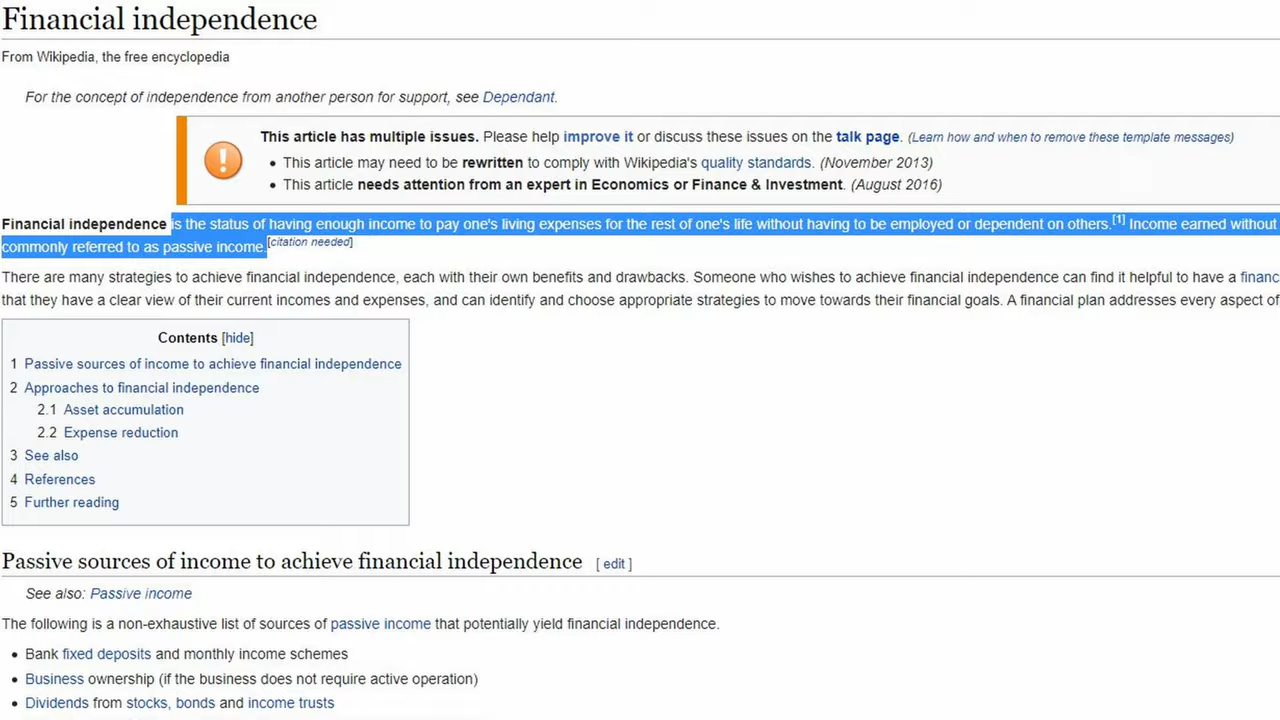 Financial independence
From Wikipedia, the free encyclopedia
For the concept of independence from another person for support, see Dependant.
This article has multiple issues. Please help improve it or discuss these issues on the talk page. (Learn how and when to remove these template messages)
• This article may need to be rewritten to comply with Wikipedia's quality standards. (November 2013)
• This article needs attention from an expert in Economics or Finance & Investment. (August 2016)
Financial independence is the status of having enough income to pay one's living expenses for the rest of one's life without having to be employed or dependent on others.[1] Income earned without
commonly referred to as passive income.[citation needed]
There are many strategies to achieve financial independence, each with their own benefits and drawbacks. Someone who wishes to achieve financial independence can find it helpful to have a financ
that they have a clear view of their current incomes and expenses, and can identify and choose appropriate strategies to move towards their financial goals. A financial plan addresses every aspect of
Contents [hide]
1 Passive sources of income to achieve financial independence
2 Approaches to financial independence
2.1 Asset accumulation
2.2 Expense reduction
3 See also
4 References
5 Further reading
Passive sources of income to achieve financial independence [ edit ]
See also: Passive income
The following is a non-exhaustive list of sources of passive income that potentially yield financial independence.
• Bank fixed deposits and monthly income schemes
• Business ownership (if the business does not require active operation)
• Dividends from stocks, bonds and income trusts